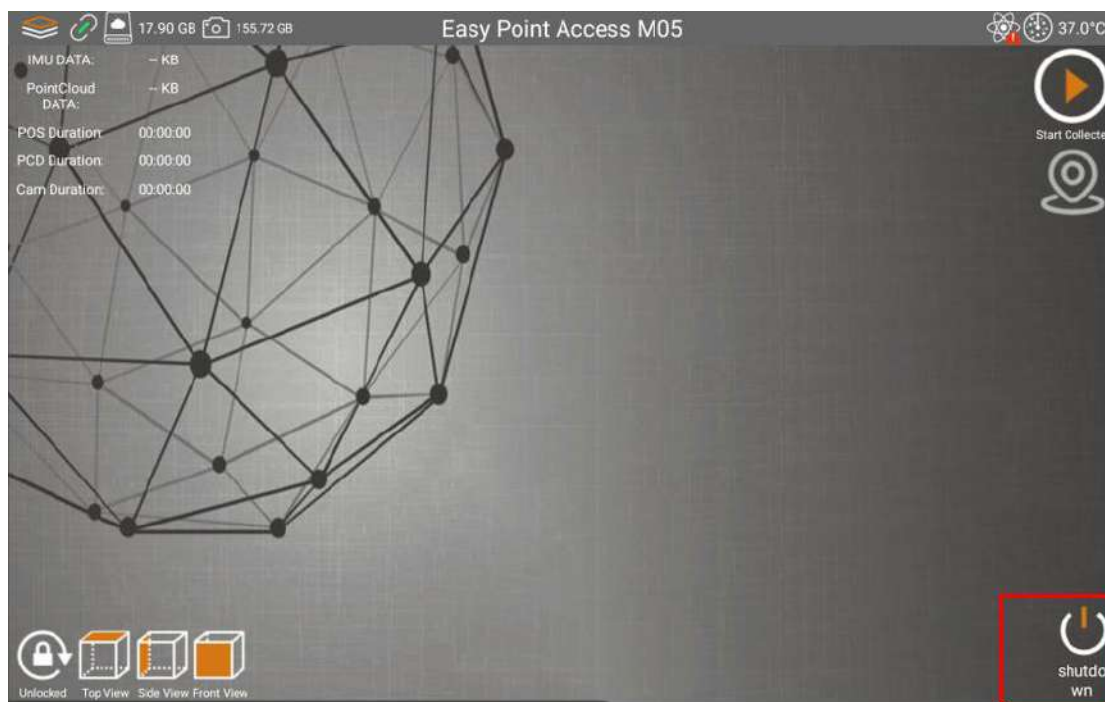 17.90 GB 155.72 GB Easy Point Access M05 37.0°C
IMU DATA: -- KB
PointCloud -- KB
DATA:
POS Duration: 00:00:00
PCD Duration: 00:00:00
Cam Duration: 00:00:00
Start Collecte
Unlocked Top View Side View Front View
shutdo
wn